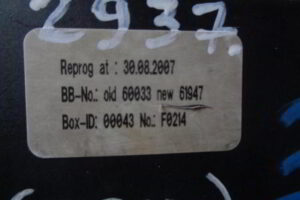 2937
Reprog at : 30.08.2007
BB-No.: old 60033 new 61947
Box-ID: 00043 No.: F0214